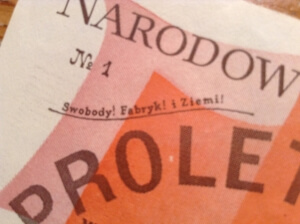 NARODOW
№ 1
Swobody! Fabryk! i Ziemi!
PROLET